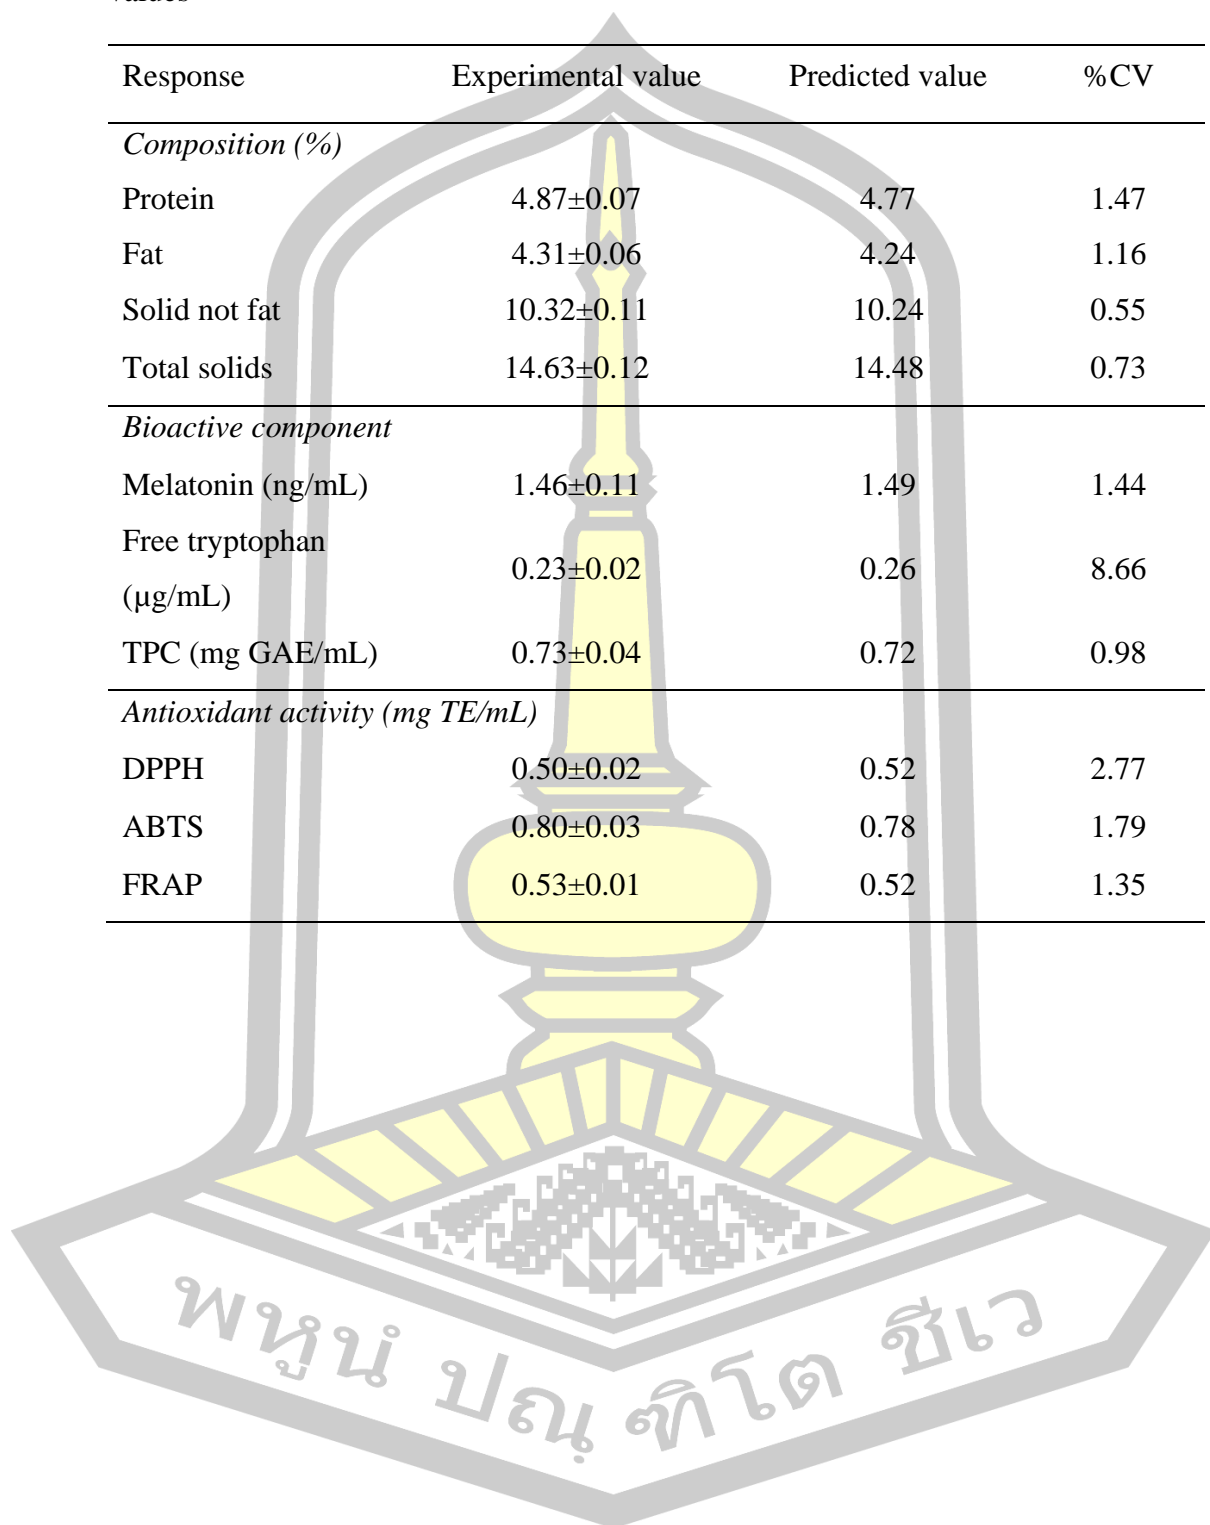 values
Response Experimental value Predicted value %CV
Composition (%)
Protein 4.87±0.07 4.77 1.47
Fat 4.31±0.06 4.24 1.16
Solid not fat 10.32±0.11 10.24 0.55
Total solids 14.63±0.12 14.48 0.73
Bioactive component
Melatonin (ng/mL) 1.46±0.11 1.49 1.44
Free tryptophan
(µg/mL) 0.23±0.02 0.26 8.66
TPC (mg GAE/mL) 0.73±0.04 0.72 0.98
Antioxidant activity (mg TE/mL)
DPPH 0.50±0.02 0.52 2.77
ABTS 0.80±0.03 0.78 1.79
FRAP 0.53±0.01 0.52 1.35
พหูนํ ปณฺฑิโต ชีเว